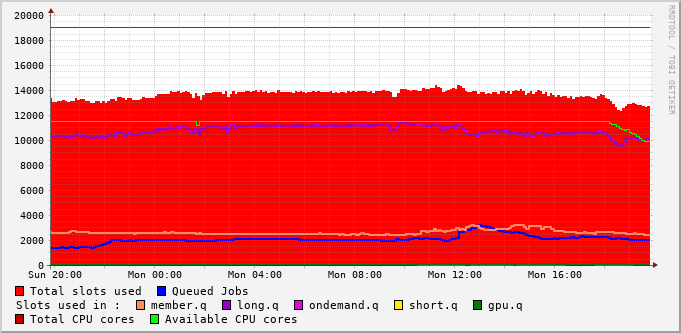 20000
18000
16000
14000
12000
10000
8000
6000
4000
2000
0
Sun 20:00 Mon 00:00 Mon 04:00 Mon 08:00 Mon 12:00 Mon 16:00
Total slots used Queued Jobs
Slots used in : member.q long.q ondemand.q short.q gpu.q
Total CPU cores Available CPU cores
RRDTOOL / TOBI OETIKER